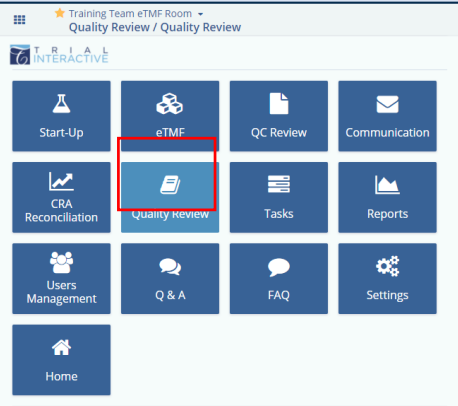 Training Team eTMF Room
Quality Review / Quality Review
TRIAL
INTERACTIVE
Start-Up
eTMF
QC Review
Communication
CRA
Reconciliation
Quality Review
Tasks
Reports
Users
Management
Q & A
FAQ
Settings
Home